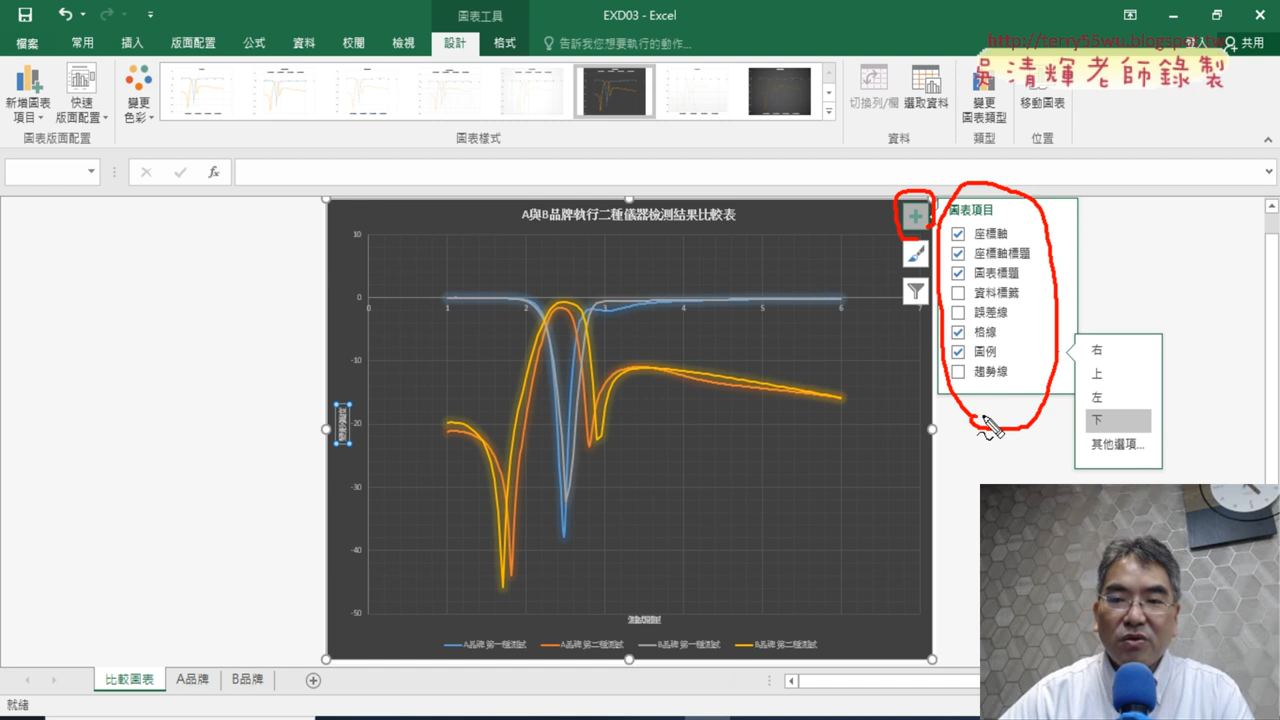 圖表工具
EXD03 - Excel
檔案 常用 插入 版面配置 公式 資料 校閱 檢視 設計 格式 告訴我您想要執行的動作... 登入 共用
http://terry55wu.blogspot.tw
吳清輝老師錄製
新增圖表項目 快速版面配置 變更色彩 切換列/欄 選取資料 變更圖表類型 移動圖表
圖表版面配置 圖表樣式 資料 類型 位置
fx
A與B品牌執行二種儀器檢測結果比較表
圖表項目
座標軸
座標軸標題
圖表標題
資料標籤
誤差線
格線
圖例
趨勢線
右
上
左
下
其他選項...
10
0
-10
-20
-30
-40
-50
0 1 2 3 4 5 6 7
A品牌 第一種測試 A品牌 第二種測試 B品牌 第一種測試 B品牌 第二種測試
比較圖表 A品牌 B品牌
就緒